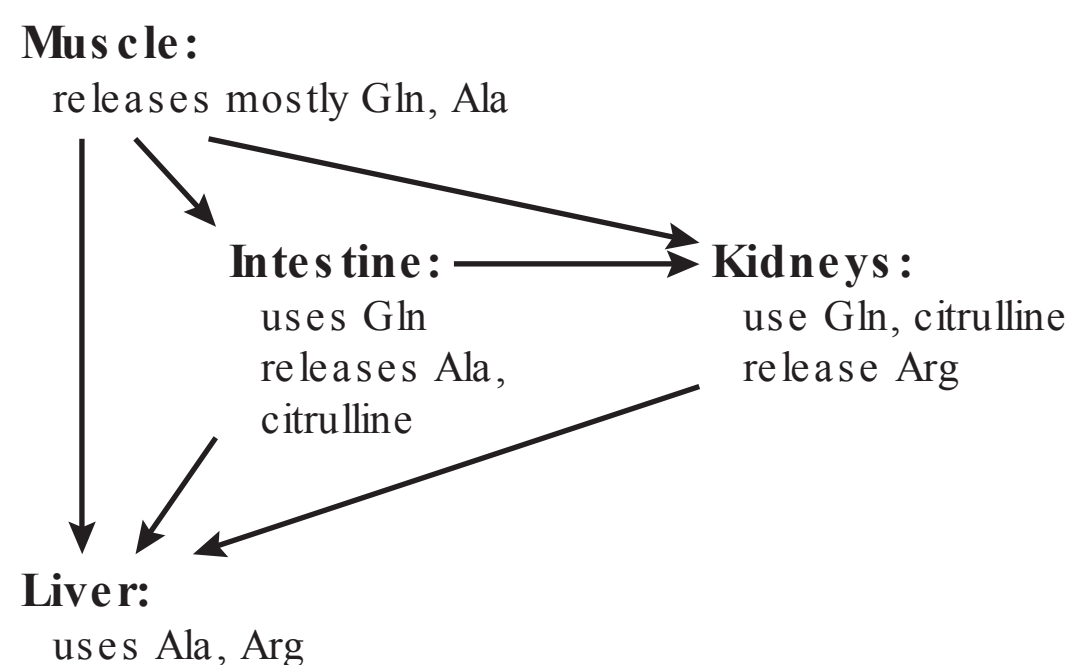 Muscle:
releases mostly Gln, Ala
Intestine:
uses Gln
releases Ala,
citrulline
Kidneys:
use Gln, citrulline
release Arg
Liver:
uses Ala, Arg